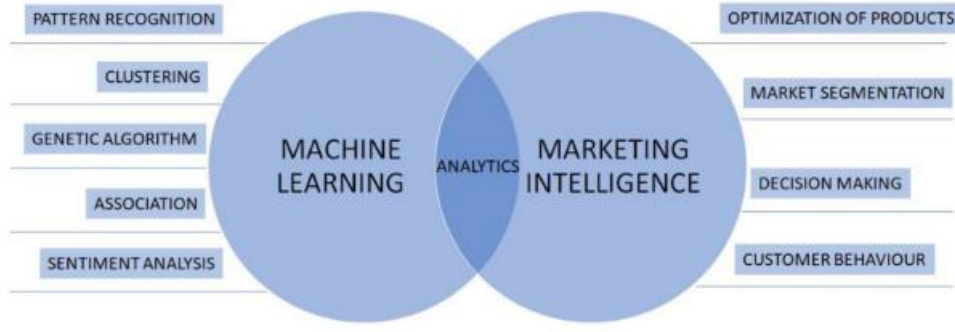 PATTERN RECOGNITION
CLUSTERING
GENETIC ALGORITHM
ASSOCIATION
SENTIMENT ANALYSIS
MACHINE
LEARNING
ANALYTICS
MARKETING
INTELLIGENCE
OPTIMIZATION OF PRODUCTS
MARKET SEGMENTATION
DECISION MAKING
CUSTOMER BEHAVIOUR